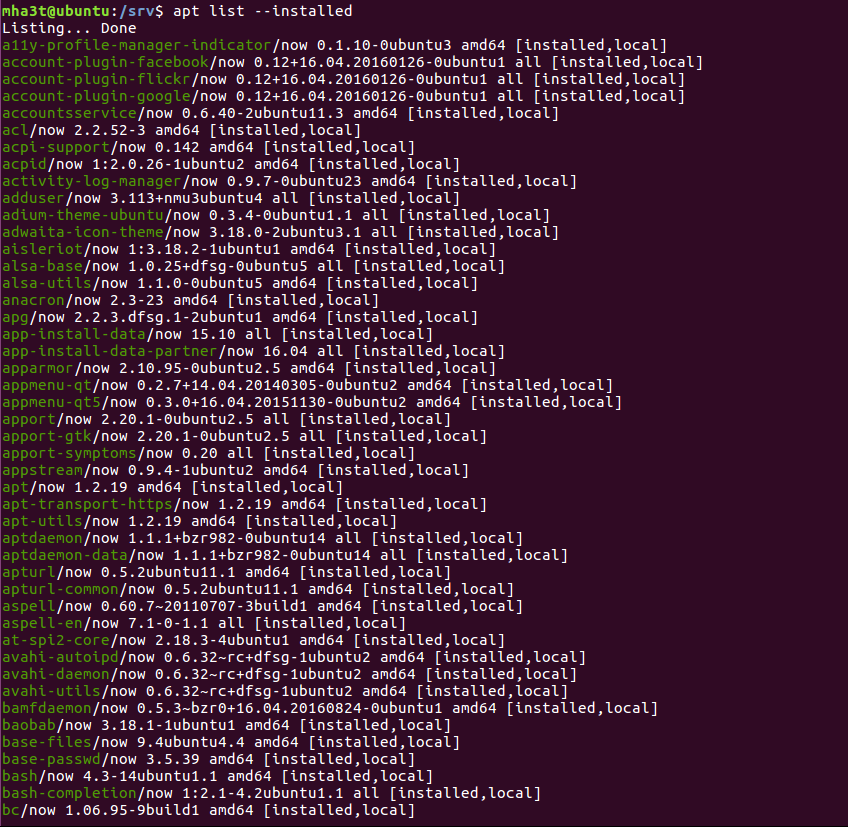 mha3t@ubuntu:/srv$ apt list --installed
Listing... Done
a11y-profile-manager-indicator/now 0.1.10-0ubuntu3 amd64 [installed,local]
account-plugin-facebook/now 0.12+16.04.20160126-0ubuntu1 all [installed,local]
account-plugin-flickr/now 0.12+16.04.20160126-0ubuntu1 all [installed,local]
account-plugin-google/now 0.12+16.04.20160126-0ubuntu1 all [installed,local]
accountsservice/now 0.6.40-2ubuntu11.3 amd64 [installed,local]
acl/now 2.2.52-3 amd64 [installed,local]
acpi-support/now 0.142 amd64 [installed,local]
acpid/now 1:2.0.26-1ubuntu2 amd64 [installed,local]
activity-log-manager/now 0.9.7-0ubuntu23 amd64 [installed,local]
adduser/now 3.113+nmu3ubuntu4 all [installed,local]
adium-theme-ubuntu/now 0.3.4-0ubuntu1.1 all [installed,local]
adwaita-icon-theme/now 3.18.0-2ubuntu3.1 all [installed,local]
aisleriot/now 1:3.18.2-1ubuntu1 amd64 [installed,local]
alsa-base/now 1.0.25+dfsg-0ubuntu5 all [installed,local]
alsa-utils/now 1.1.0-0ubuntu5 amd64 [installed,local]
anacron/now 2.3-23 amd64 [installed,local]
apg/now 2.2.3.dfsg.1-2ubuntu1 amd64 [installed,local]
app-install-data/now 15.10 all [installed,local]
app-install-data-partner/now 16.04 all [installed,local]
apparmor/now 2.10.95-0ubuntu2.5 amd64 [installed,local]
appmenu-qt/now 0.2.7+14.04.20140305-0ubuntu2 amd64 [installed,local]
appmenu-qt5/now 0.3.0+16.04.20151130-0ubuntu2 amd64 [installed,local]
apport/now 2.20.1-0ubuntu2.5 all [installed,local]
apport-gtk/now 2.20.1-0ubuntu2.5 all [installed,local]
apport-symptoms/now 0.20 all [installed,local]
appstream/now 0.9.4-1ubuntu2 amd64 [installed,local]
apt/now 1.2.19 amd64 [installed,local]
apt-transport-https/now 1.2.19 amd64 [installed,local]
apt-utils/now 1.2.19 amd64 [installed,local]
aptdaemon/now 1.1.1+bzr982-0ubuntu14 all [installed,local]
aptdaemon-data/now 1.1.1+bzr982-0ubuntu14 all [installed,local]
apturl/now 0.5.2ubuntu11.1 amd64 [installed,local]
apturl-common/now 0.5.2ubuntu11.1 amd64 [installed,local]
aspell/now 0.60.7~20110707-3build1 amd64 [installed,local]
aspell-en/now 7.1-0-1.1 all [installed,local]
at-spi2-core/now 2.18.3-4ubuntu1 amd64 [installed,local]
avahi-autoipd/now 0.6.32~rc+dfsg-1ubuntu2 amd64 [installed,local]
avahi-daemon/now 0.6.32~rc+dfsg-1ubuntu2 amd64 [installed,local]
avahi-utils/now 0.6.32~rc+dfsg-1ubuntu2 amd64 [installed,local]
bamfdaemon/now 0.5.3~bzr0+16.04.20160824-0ubuntu1 amd64 [installed,local]
baobab/now 3.18.1-1ubuntu1 amd64 [installed,local]
base-files/now 9.4ubuntu4.4 amd64 [installed,local]
base-passwd/now 3.5.39 amd64 [installed,local]
bash/now 4.3-14ubuntu1.1 amd64 [installed,local]
bash-completion/now 1:2.1-4.2ubuntu1.1 all [installed,local]
bc/now 1.06.95-9build1 amd64 [installed,local]